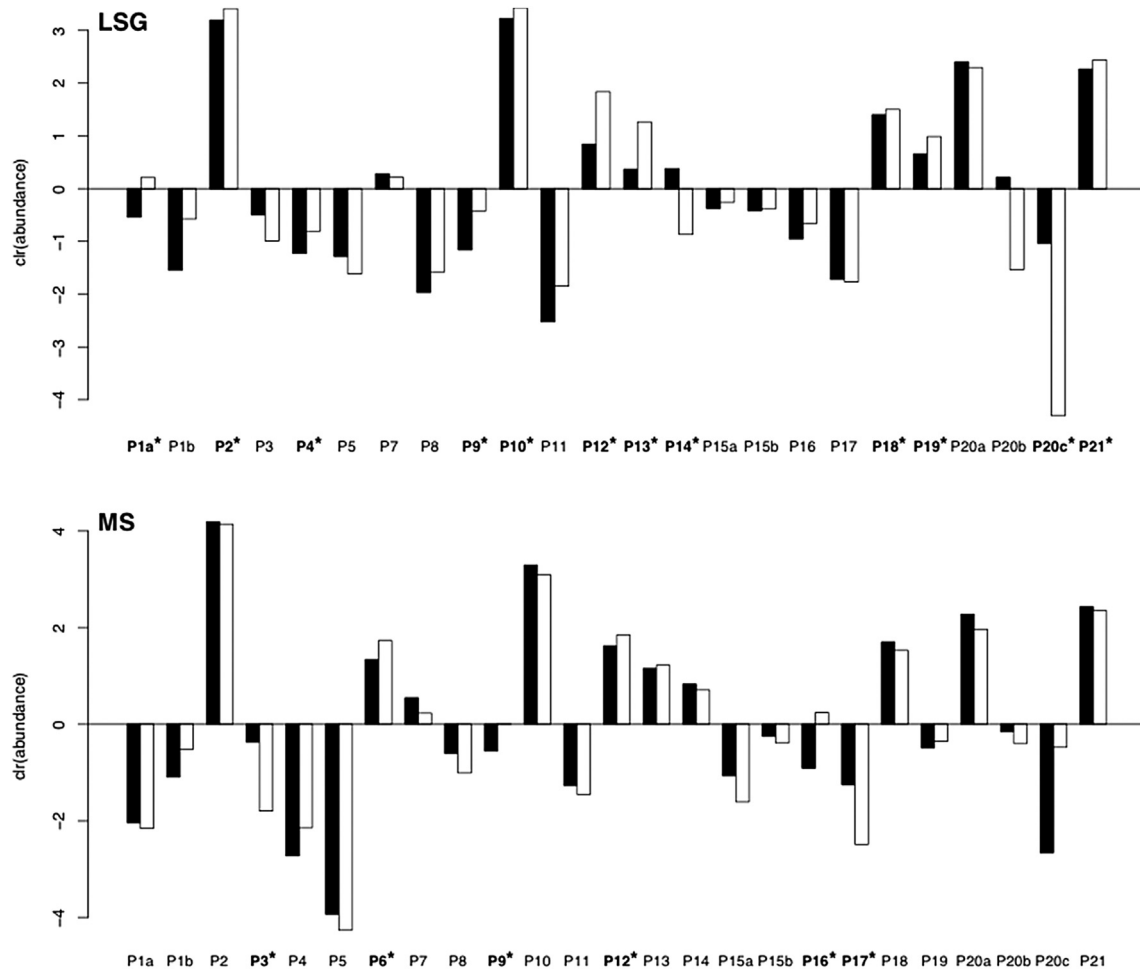 LSG
3
2
1
0
−1
−2
−3
−4
clr(abundance)
P1a* P1b P2* P3 P4* P5 P7 P8 P9* P10* P11 P12* P13* P14* P15a P15b P16 P17 P18* P19* P20a P20b P20c* P21*
MS
4
2
0
−2
−4
clr(abundance)
P1a P1b P2 P3* P4 P5 P6* P7 P8 P9* P10 P11 P12* P13 P14 P15a P15b P16* P17* P18 P19 P20a P20b P20c P21